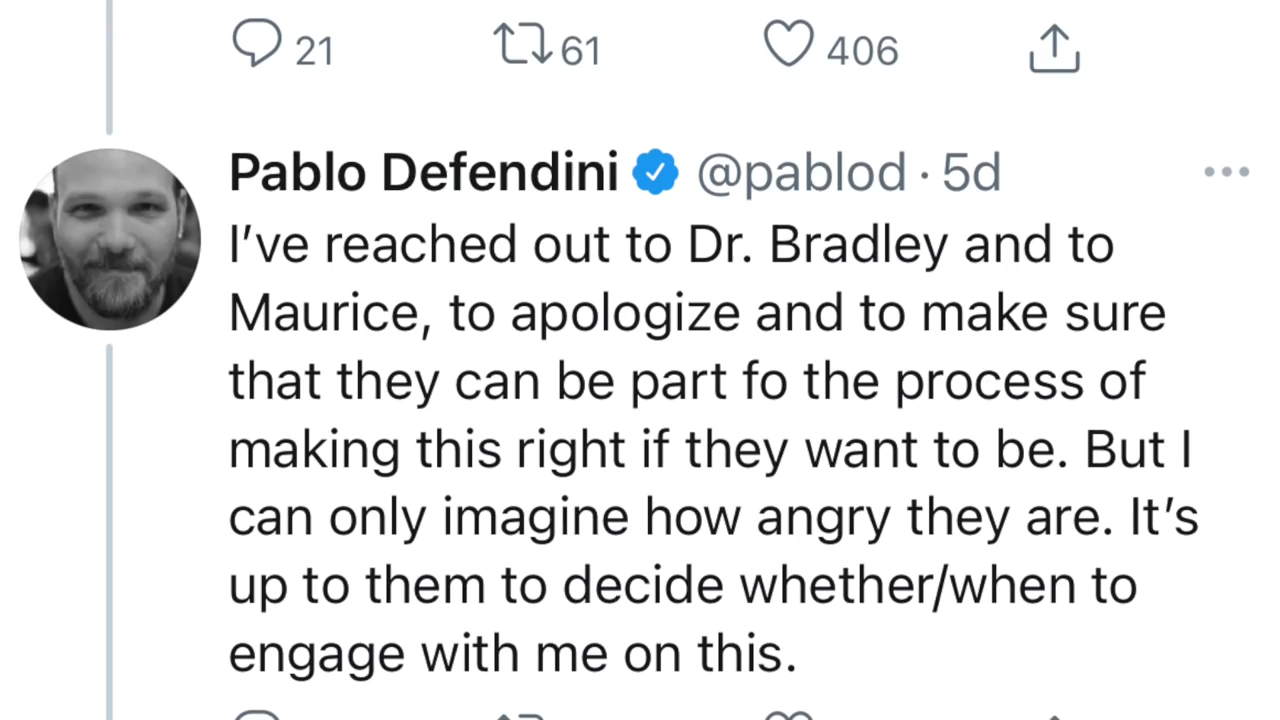 21 61 406
Pablo Defendini @pablod · 5d
I’ve reached out to Dr. Bradley and to
Maurice, to apologize and to make sure
that they can be part fo the process of
making this right if they want to be. But I
can only imagine how angry they are. It’s
up to them to decide whether/when to
engage with me on this.